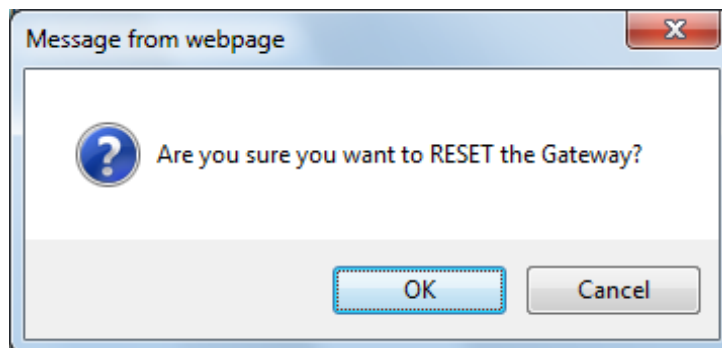 Message from webpage
Are you sure you want to RESET the Gateway?
OK
Cancel